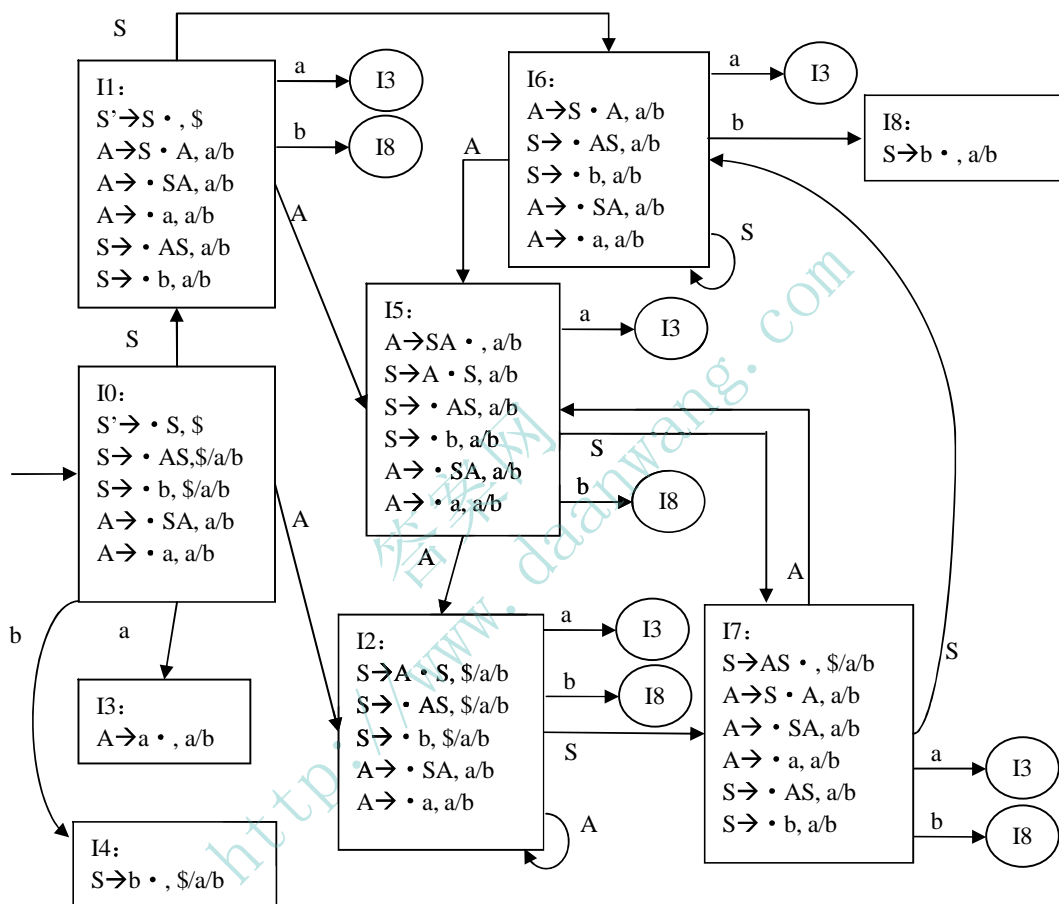 S
I1：
S’→S·, $
A→S·A, a/b
A→·SA, a/b
A→·a, a/b
S→·AS, a/b
S→·b, a/b
a
I3
b
I8
A
S
I0：
S’→·S, $
S→·AS,$/a/b
S→·b, $/a/b
A→·SA, a/b
A→·a, a/b
A
b
a
I3：
A→a·, a/b
I4：
S→b·, $/a/b
I6：
A→S·A, a/b
S→·AS, a/b
S→·b, a/b
A→·SA, a/b
A→·a, a/b
a
I3
b
I8：
S→b·, a/b
A
S
I5：
A→SA·, a/b
S→A·S, a/b
S→·AS, a/b
S→·b, a/b
A→·SA, a/b
A→·a, a/b
a
I3
S
b
I8
A
A
I2：
S→A·S, $/a/b
S→·AS, $/a/b
S→·b, $/a/b
A→·SA, a/b
A→·a, a/b
a
I3
b
I8
S
A
I7：
S→AS·, $/a/b
A→S·A, a/b
A→·SA, a/b
A→·a, a/b
S→·AS, a/b
S→·b, a/b
S
a
I3
b
I8
答案网
http://www.daanwang.com